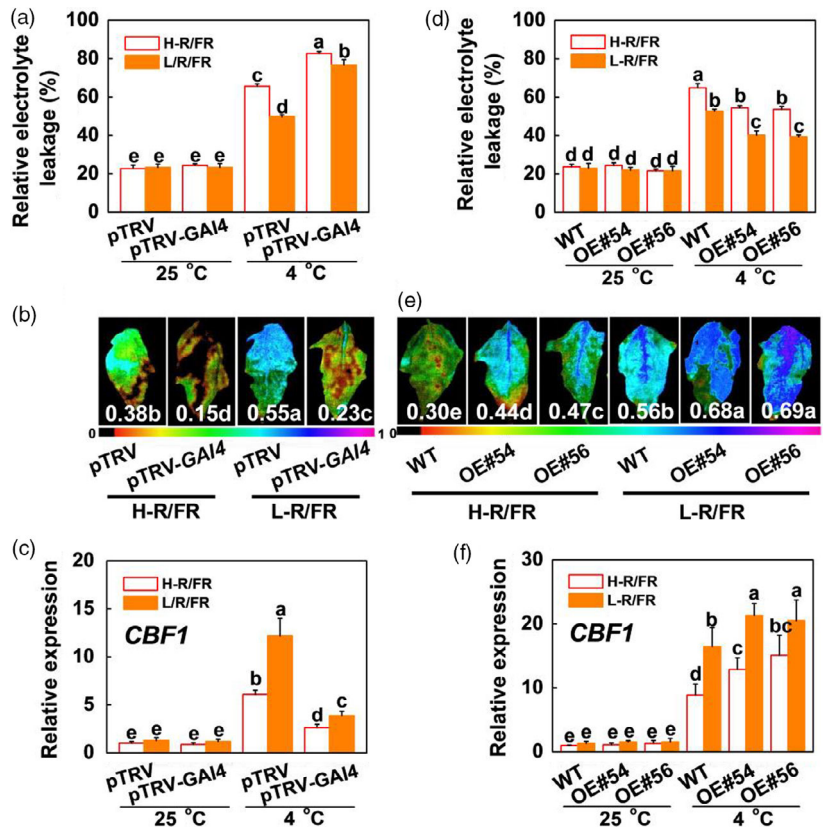 (a)
Relative electrolyte
leakage (%)
100
80
60
40
20
0
H-R/FR
L/R/FR
e e e e c d a b
pTRV
pTRV-GAI4
pTRV
pTRV-GAI4
25 °C
4 °C
(d)
Relative electrolyte
leakage (%)
100
80
60
40
20
0
H-R/FR
L-R/FR
d d d d d d a b b c b c
WT
OE#54
OE#56
WT
OE#54
OE#56
25 °C
4 °C
(b)
0.38b 0.15d 0.55a 0.23c
0 1
pTRV
pTRV-GAI4
pTRV
pTRV-GAI4
H-R/FR
L-R/FR
(e)
0.30e 0.44d 0.47c 0.56b 0.68a 0.69a
0 1
WT
OE#54
OE#56
WT
OE#54
OE#56
H-R/FR
L-R/FR
(c)
Relative expression
20
15
10
5
0
H-R/FR
L/R/FR
CBF1
e e e e b a d c
pTRV
pTRV-GAI4
pTRV
pTRV-GAI4
25 °C
4 °C
(f)
Relative expression
30
20
10
0
H-R/FR
L-R/FR
CBF1
e e e e e e d b c a bc a
WT
OE#54
OE#56
WT
OE#54
OE#56
25 °C
4 °C